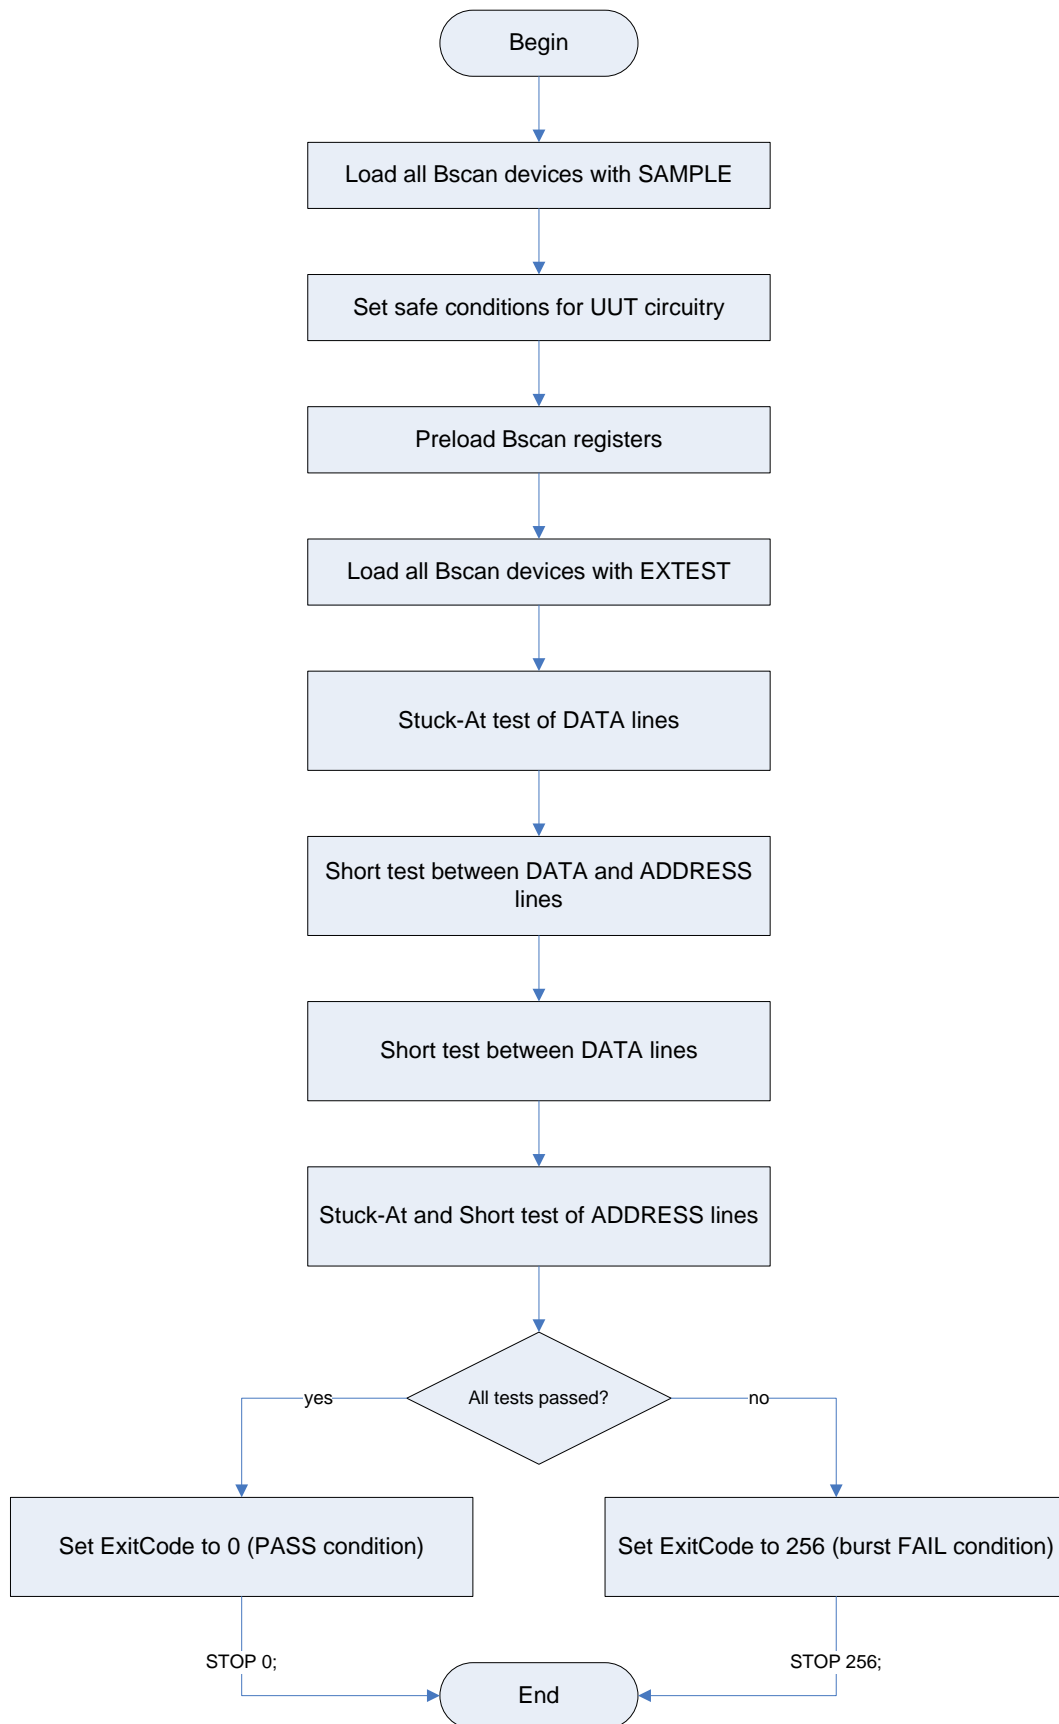 Begin
Load all Bscan devices with SAMPLE
Set safe conditions for UUT circuitry
Preload Bscan registers
Load all Bscan devices with EXTEST
Stuck-At test of DATA lines
Short test between DATA and ADDRESS
lines
Short test between DATA lines
Stuck-At and Short test of ADDRESS lines
All tests passed?
yes
no
Set ExitCode to 0 (PASS condition)
Set ExitCode to 256 (burst FAIL condition)
STOP 0;
STOP 256;
End